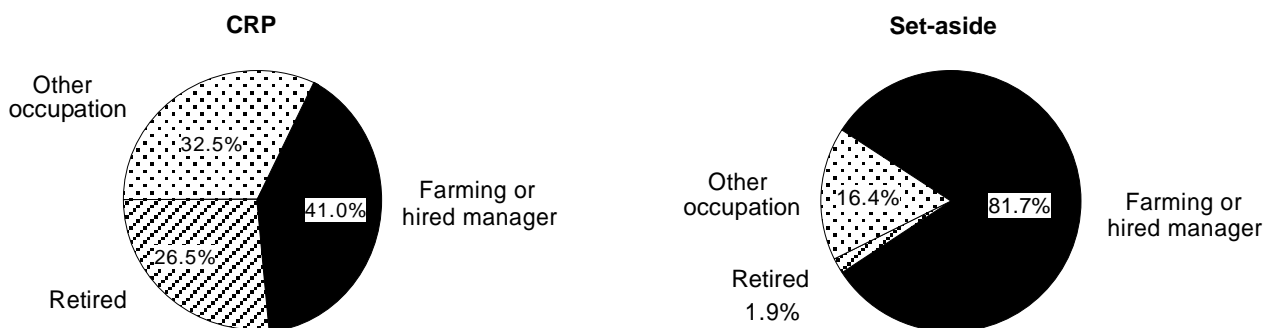 CRP
Other
occupation
32.5%
41.0%
Farming or
hired manager
26.5%
Retired
Set-aside
Other
occupation
16.4%
81.7%
Farming or
hired manager
Retired
1.9%